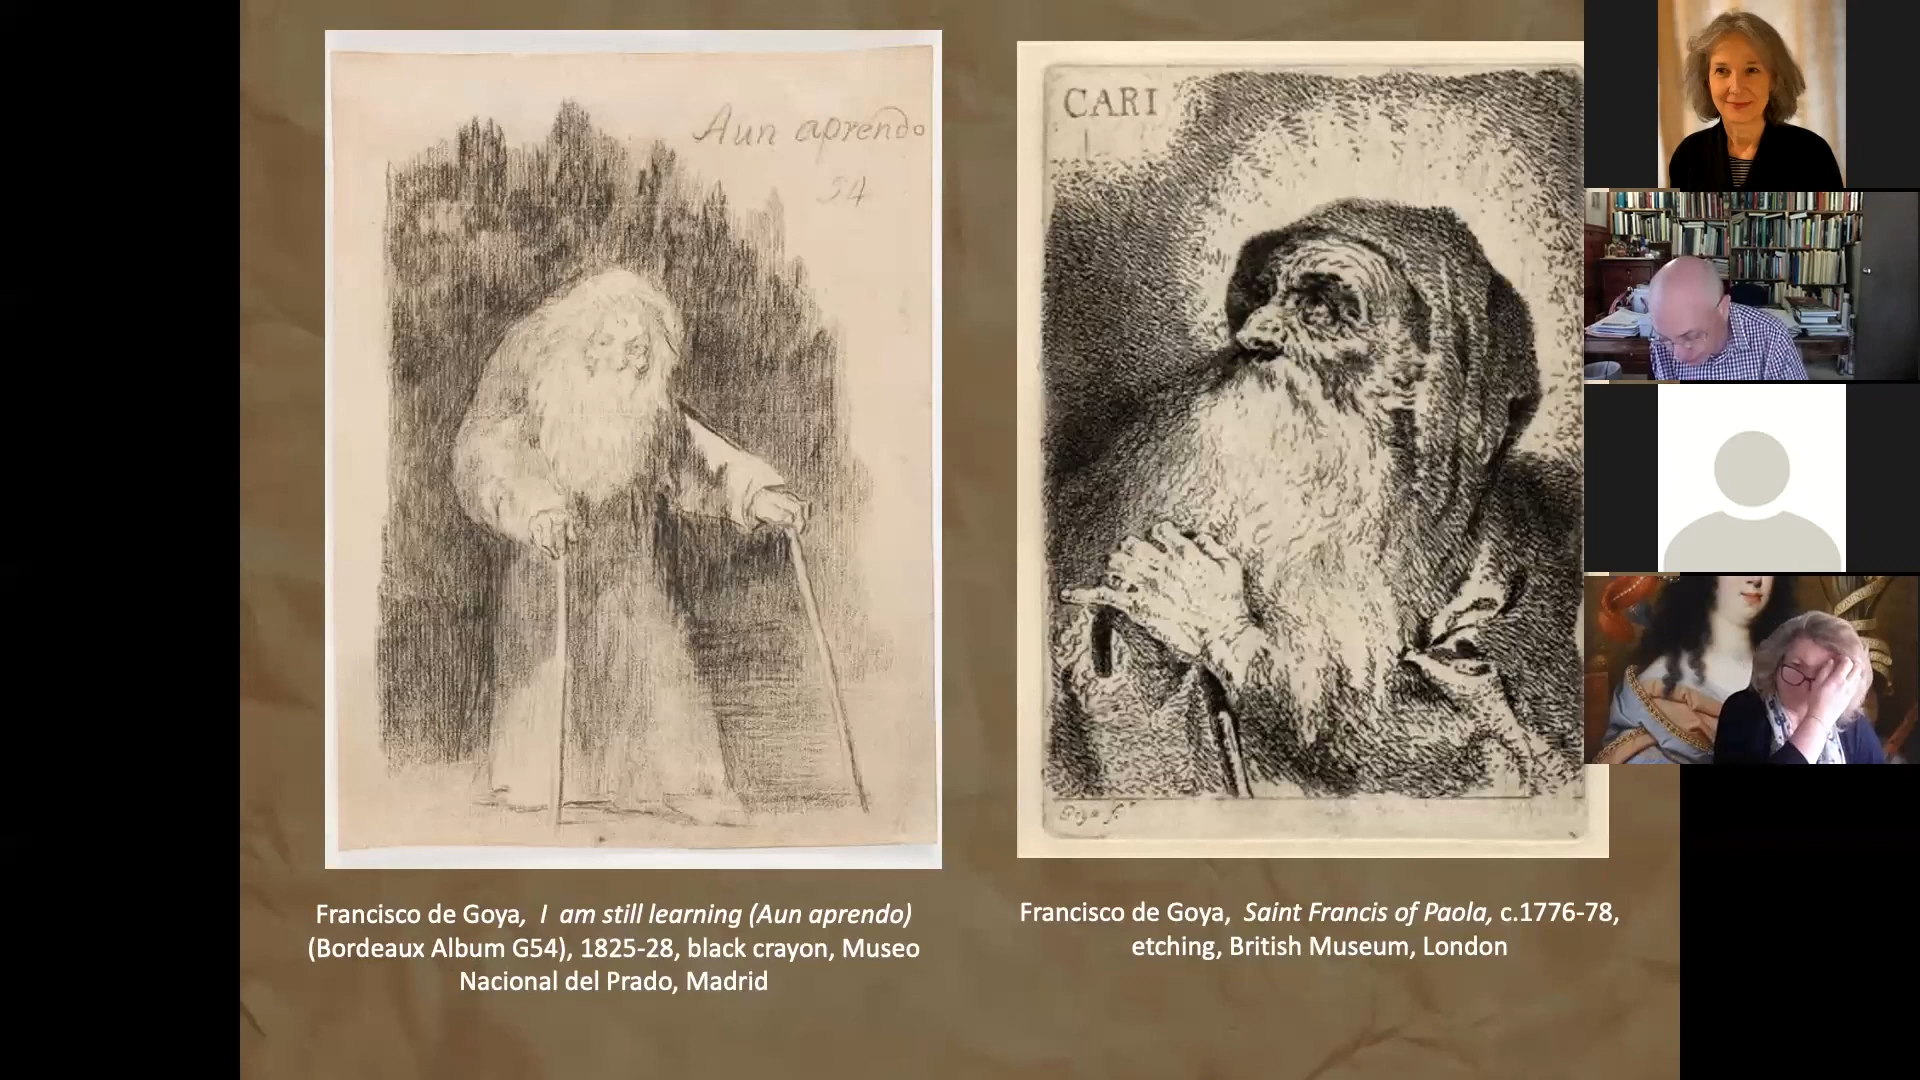 Aun aprendo
54
CARI
Goya f.
Francisco de Goya, I am still learning (Aun aprendo)
(Bordeaux Album G54), 1825-28, black crayon, Museo
Nacional del Prado, Madrid
Francisco de Goya, Saint Francis of Paola, c.1776-78,
etching, British Museum, London